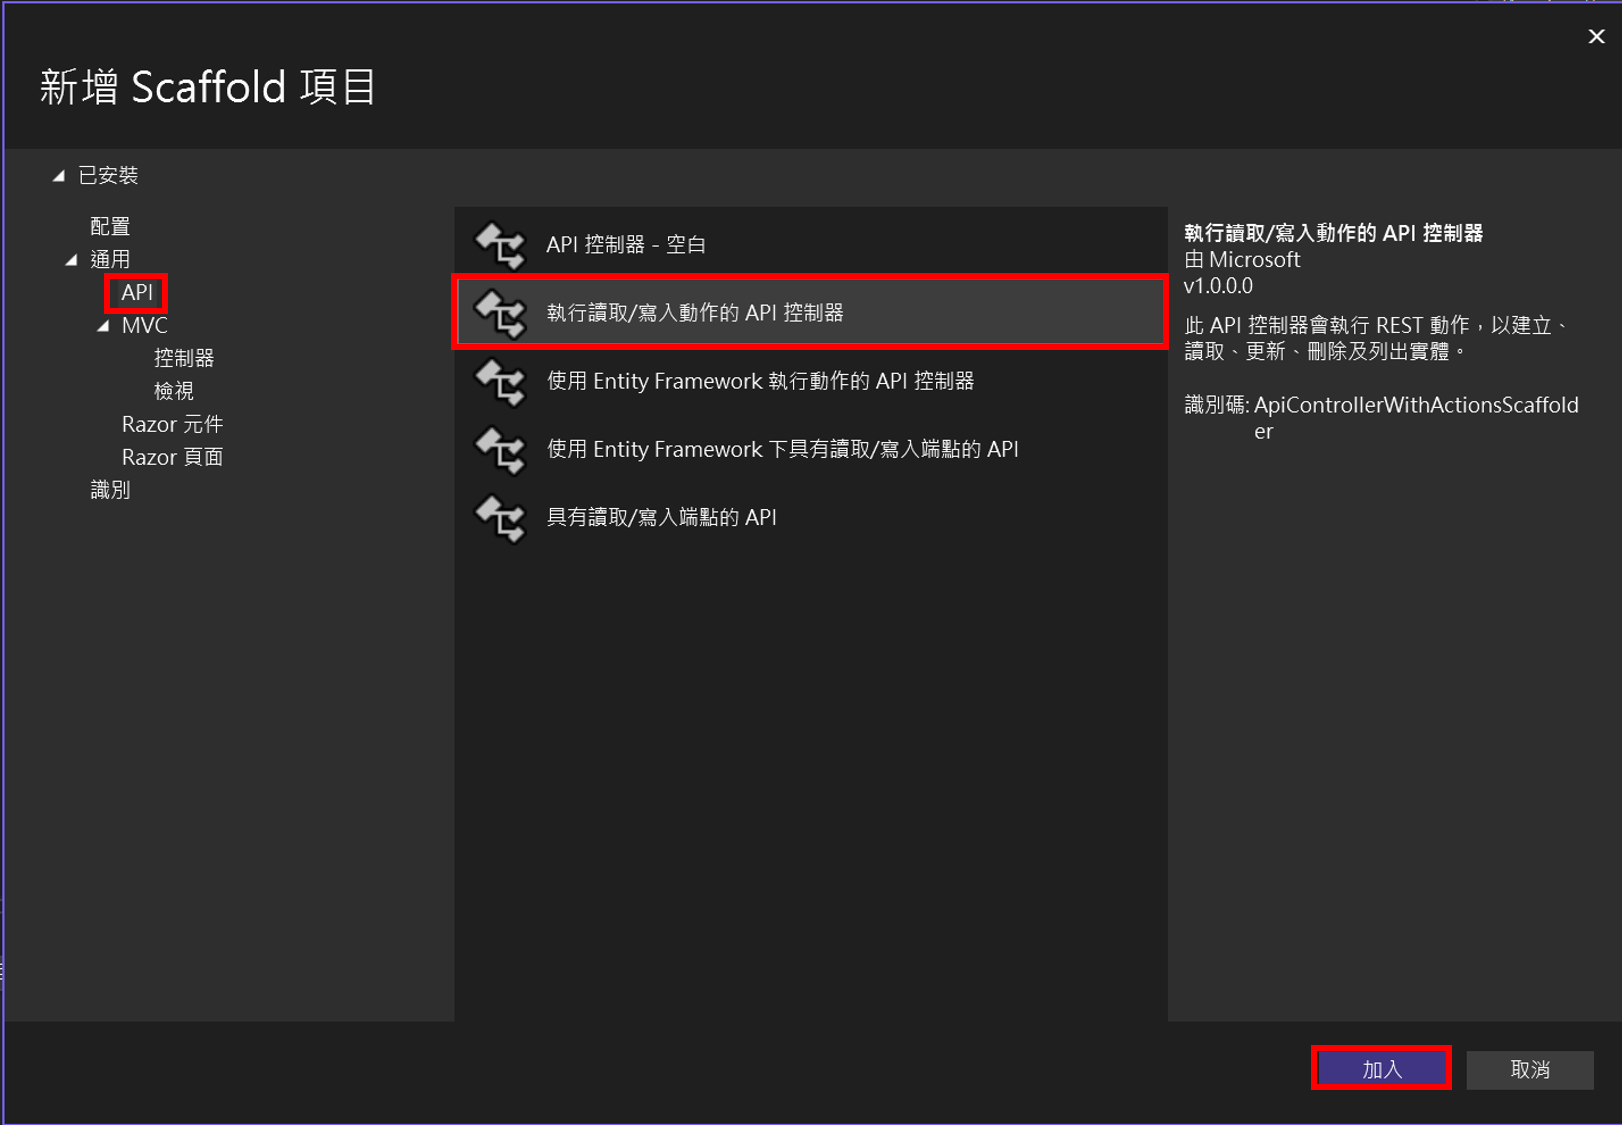 新增 Scaffold 項目
已安裝
配置
通用
API
MVC
控制器
檢視
Razor 元件
Razor 頁面
識別
API 控制器 - 空白
執行讀取/寫入動作的 API 控制器
使用 Entity Framework 執行動作的 API 控制器
使用 Entity Framework 下具有讀取/寫入端點的 API
具有讀取/寫入端點的 API
執行讀取/寫入動作的 API 控制器
由 Microsoft
v1.0.0.0
此 API 控制器會執行 REST 動作，以建立、
讀取、更新、刪除及列出實體。
識別碼: ApiControllerWithActionsScaffold
er
加入
取消